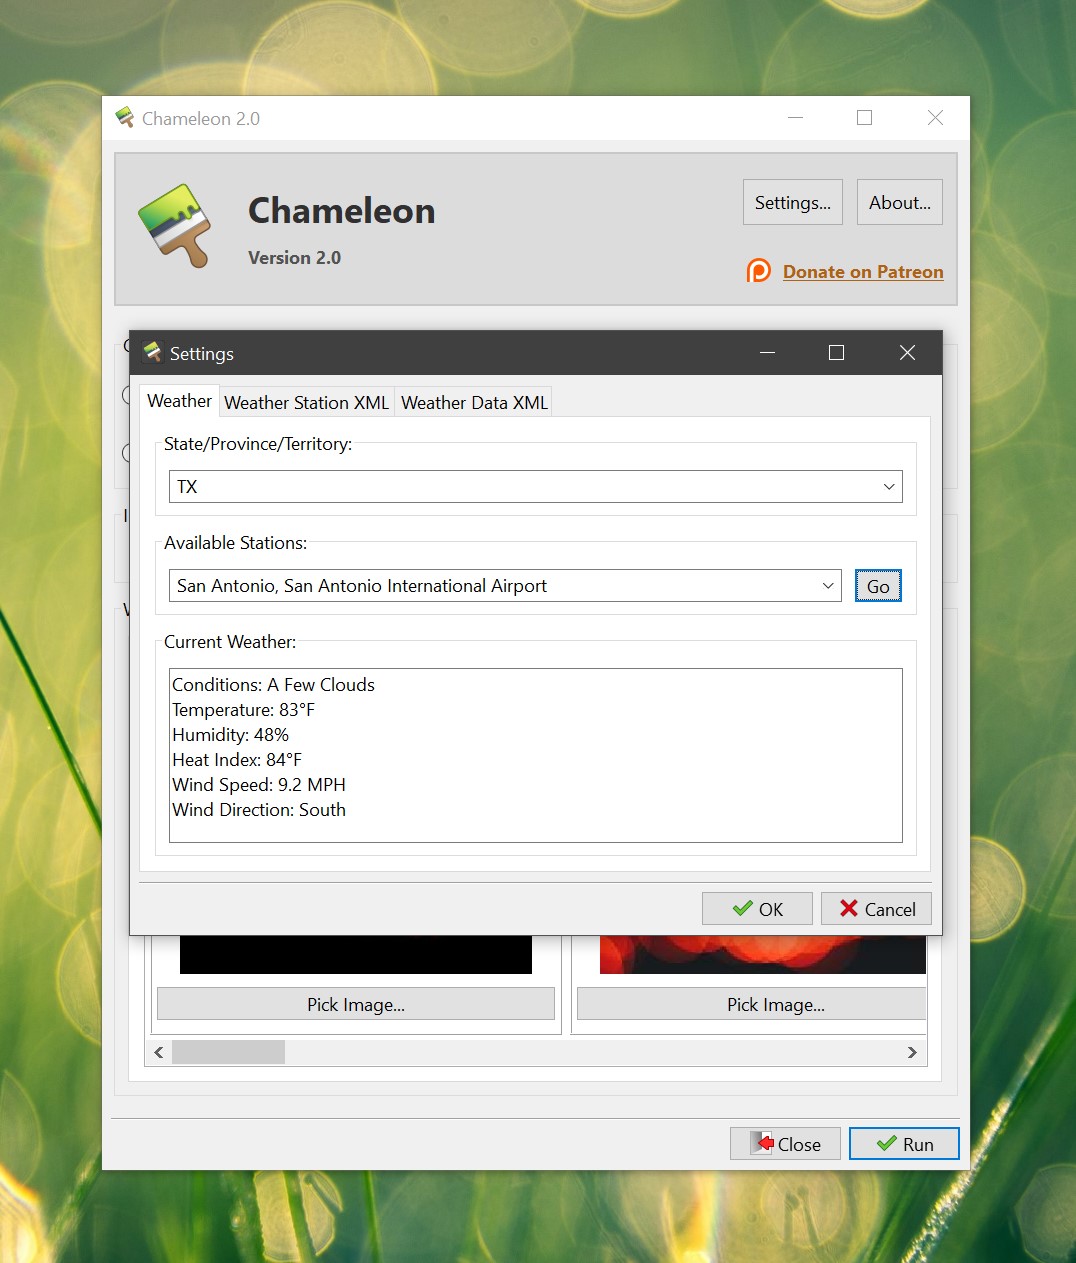 Chameleon 2.0
Chameleon
Version 2.0
Settings...
About...
Donate on Patreon
Settings
Weather
Weather Station XML
Weather Data XML
State/Province/Territory:
TX
Available Stations:
San Antonio, San Antonio International Airport
Go
Current Weather:
Conditions: A Few Clouds
Temperature: 83°F
Humidity: 48%
Heat Index: 84°F
Wind Speed: 9.2 MPH
Wind Direction: South
OK
Cancel
Pick Image...
Pick Image...
Close
Run